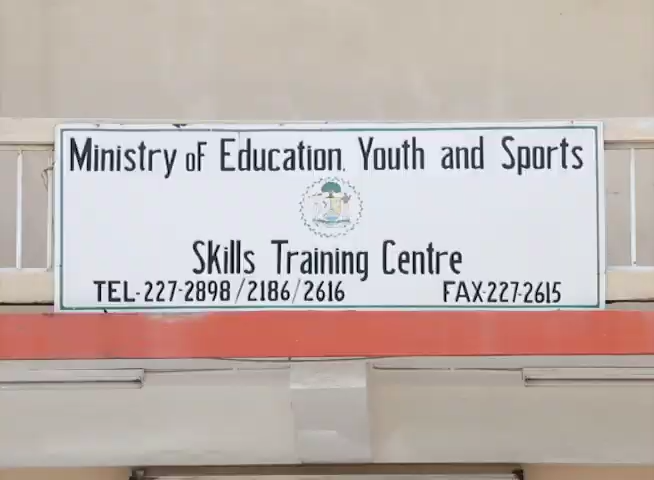 Ministry of Education, Youth and Sports
Skills Training Centre
TEL-227-2898/2186/2616 FAX-227-2615